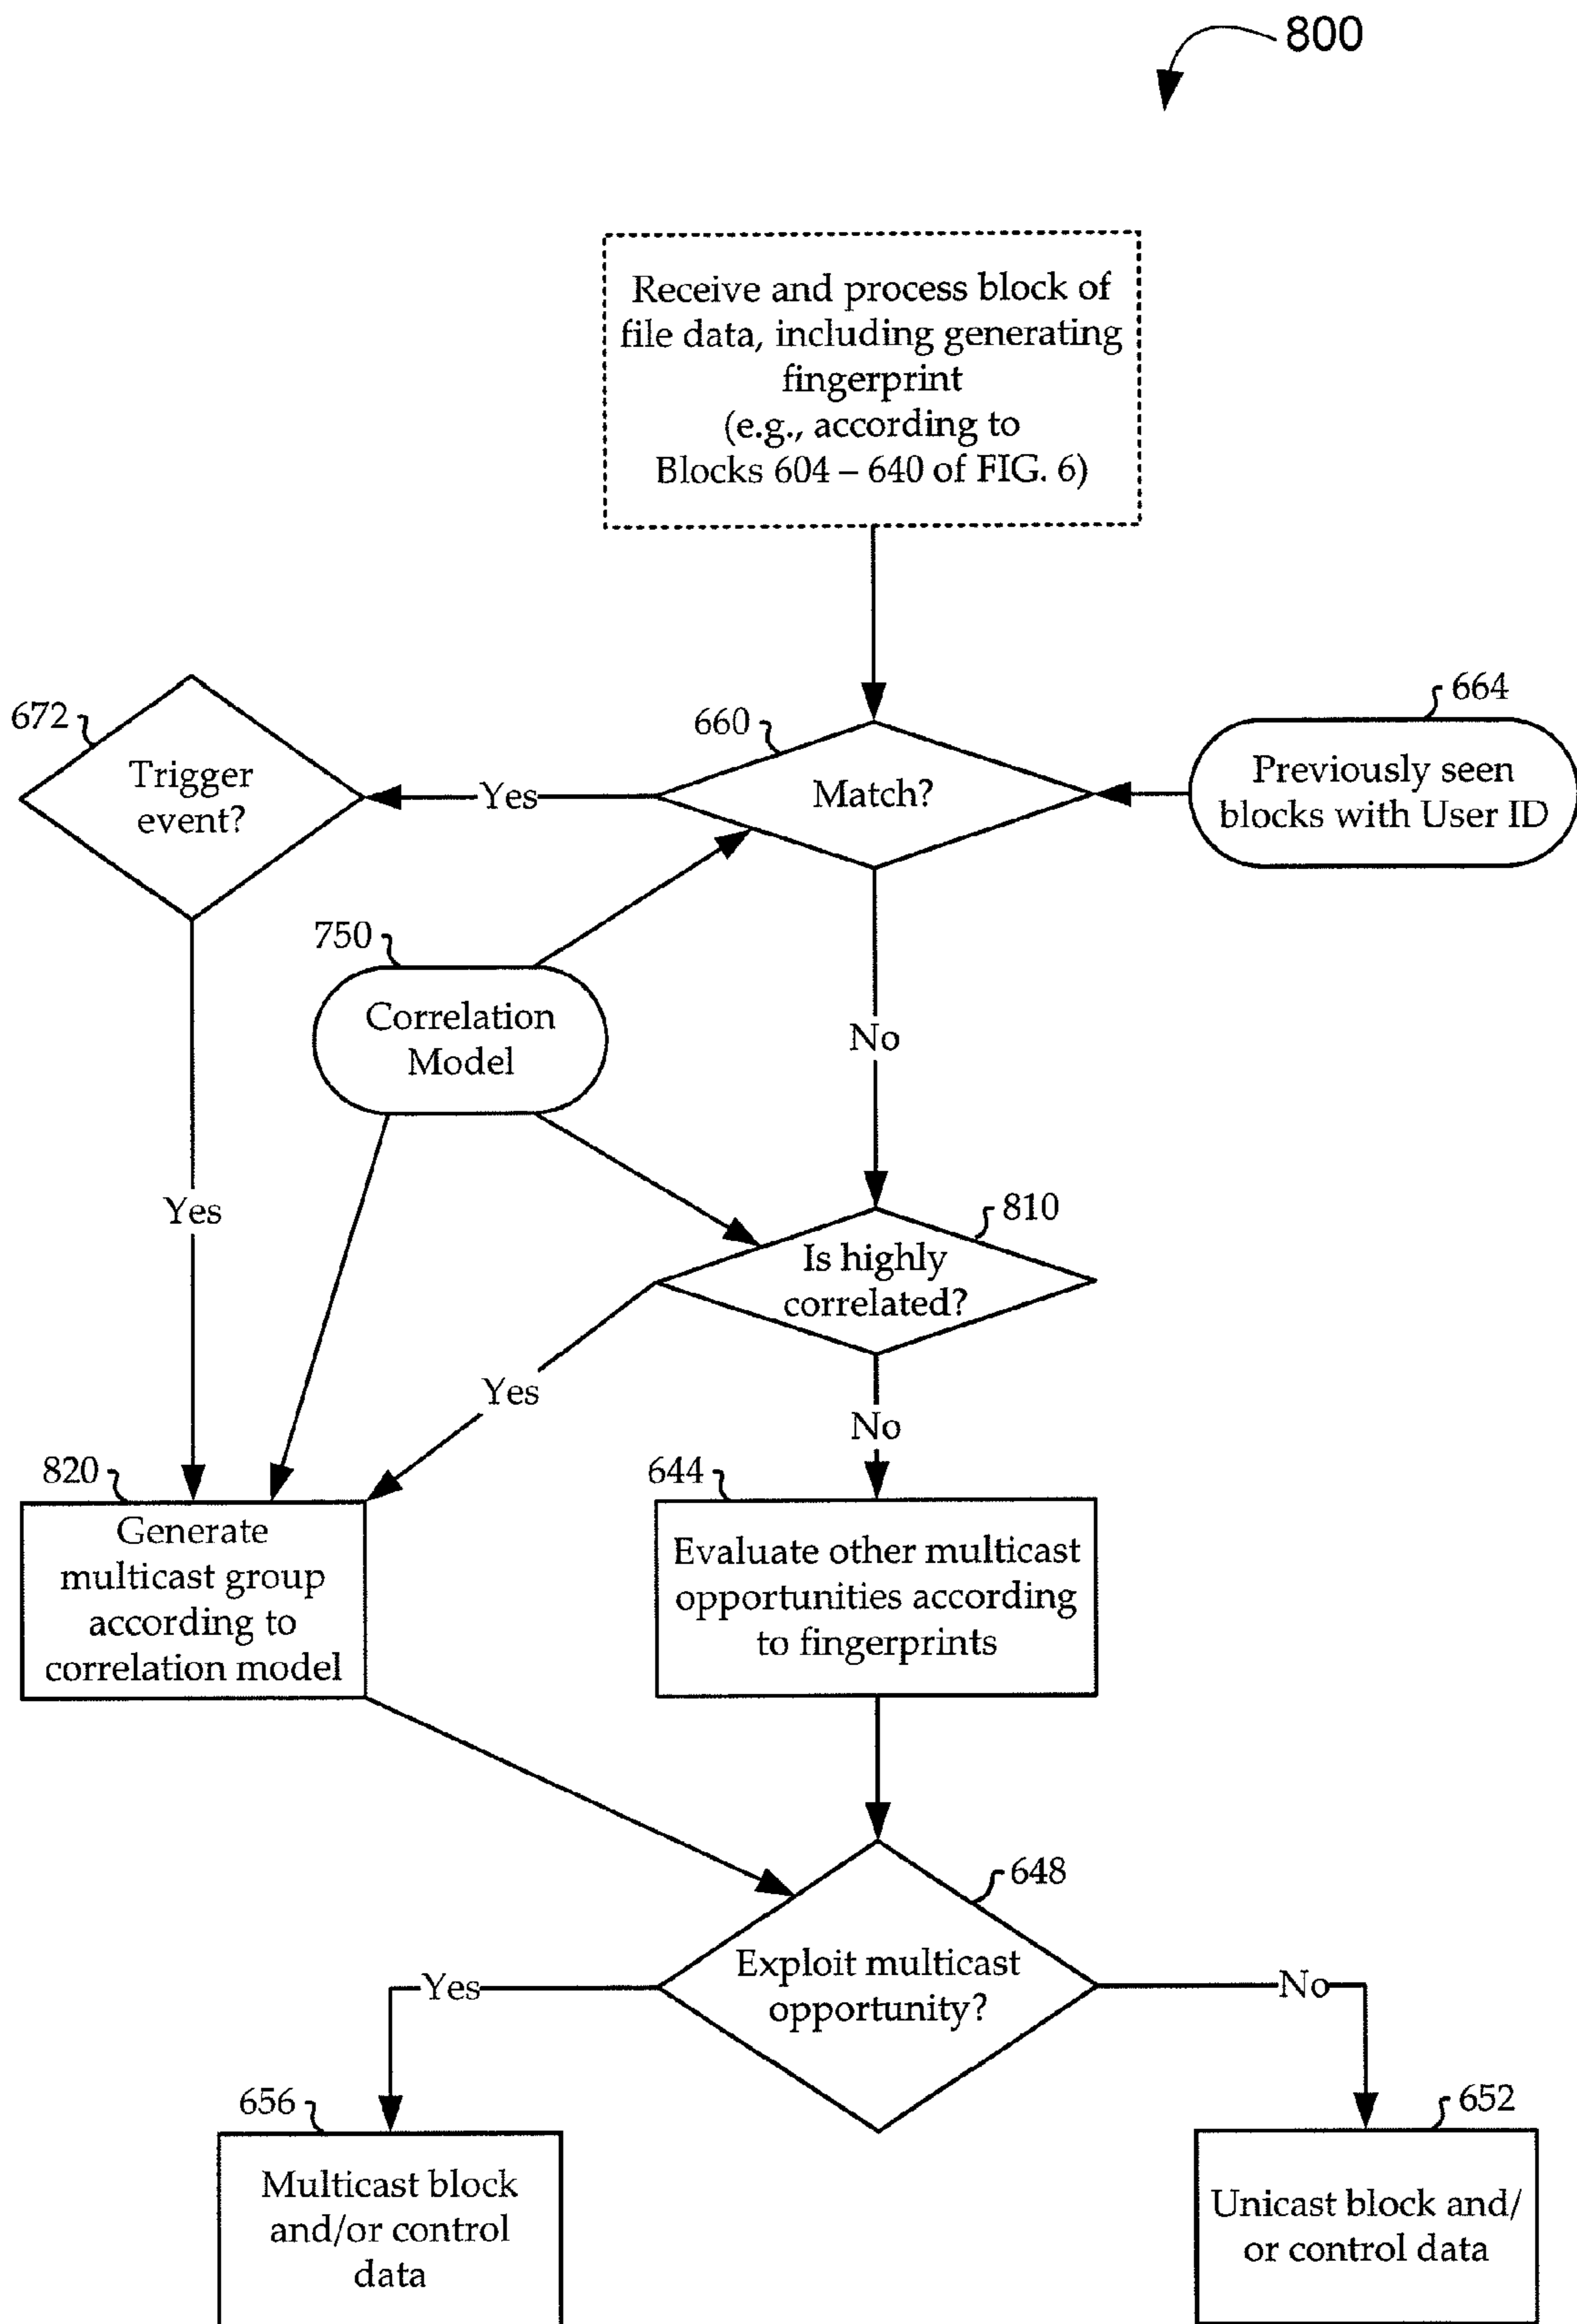 800
Receive and process block of
file data, including generating
fingerprint
(e.g., according to
Blocks 604 – 640 of FIG. 6)
672
Trigger
event?
Yes
660
Match?
664
Previously seen
blocks with User ID
750
Correlation
Model
No
Yes
810
Is highly
correlated?
Yes
No
820
Generate
multicast group
according to
correlation model
644
Evaluate other multicast
opportunities according
to fingerprints
648
Exploit multicast
opportunity?
Yes
No
656
Multicast block
and/or control
data
652
Unicast block and/
or control data